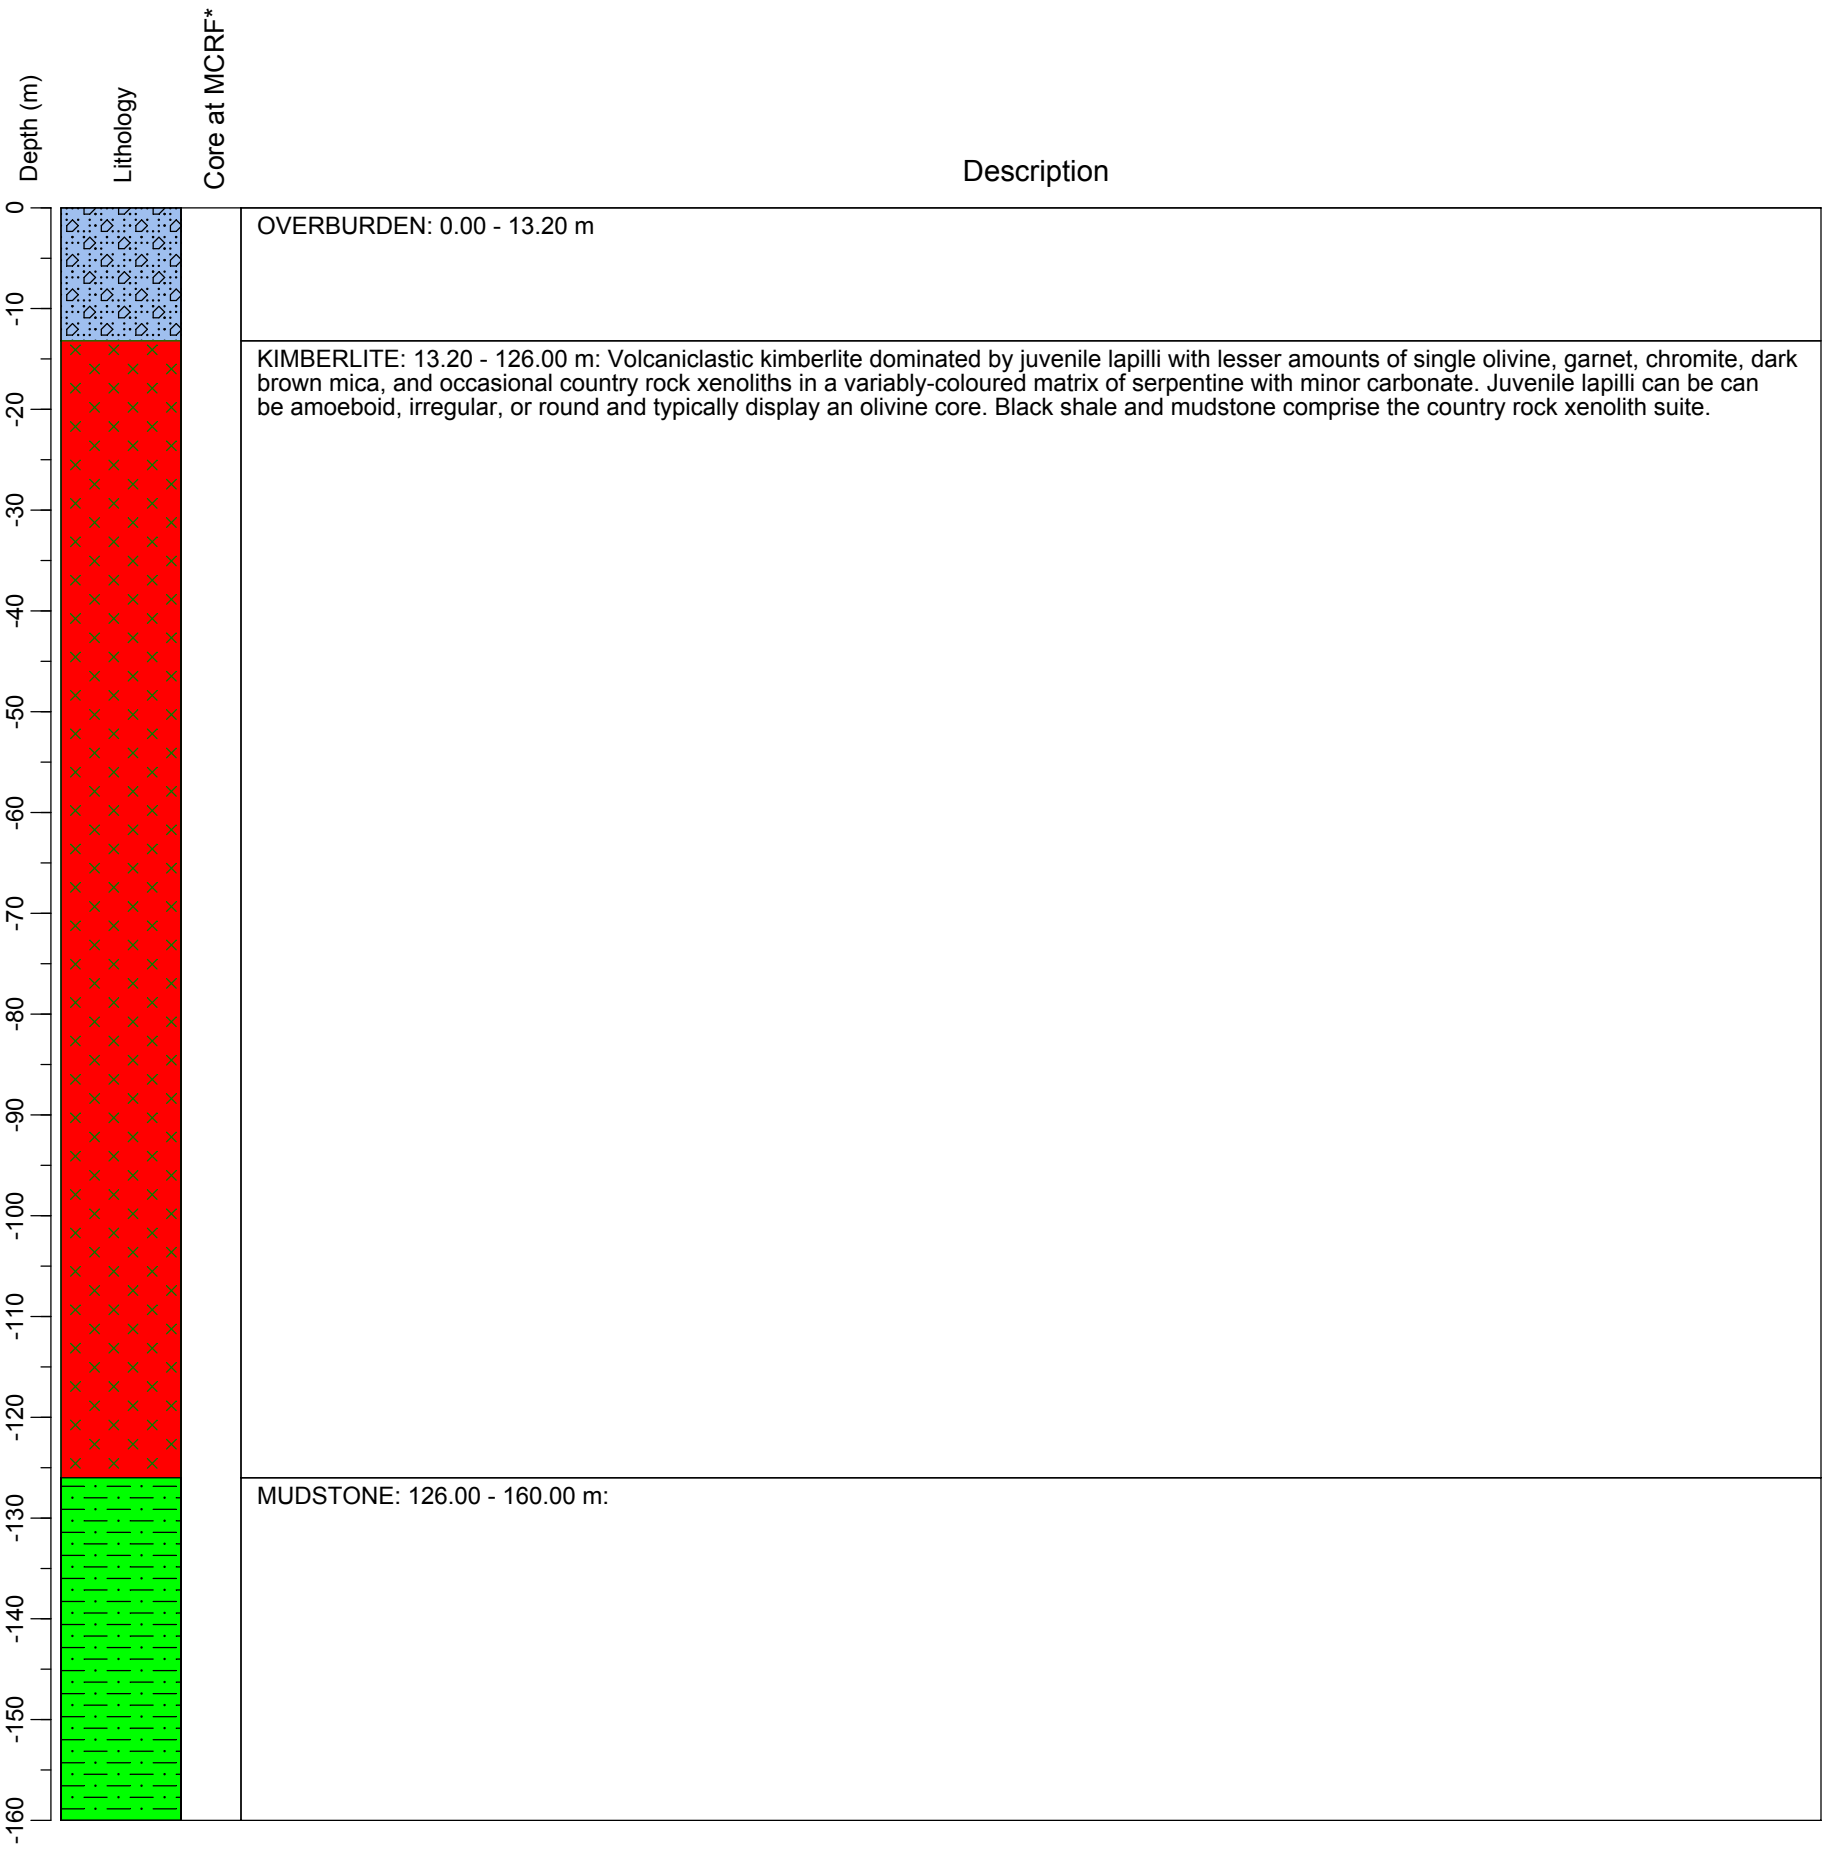 Depth (m)
Lithology
Core at MCRF*
Description
0
OVERBURDEN: 0.00 - 13.20 m
-10
KIMBERLITE: 13.20 - 126.00 m: Volcaniclastic kimberlite dominated by juvenile lapilli with lesser amounts of single olivine, garnet, chromite, dark
brown mica, and occasional country rock xenoliths in a variably-coloured matrix of serpentine with minor carbonate. Juvenile lapilli can be can
be amoeboid, irregular, or round and typically display an olivine core. Black shale and mudstone comprise the country rock xenolith suite.
-20
-30
-40
-50
-60
-70
-80
-90
-100
-110
-120
MUDSTONE: 126.00 - 160.00 m:
-130
-140
-150
-160